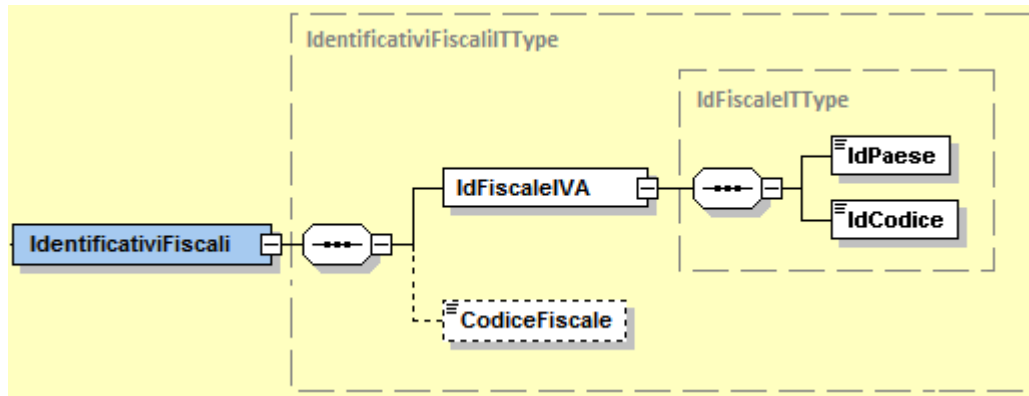 IdentificativiFiscaliITType
IdFiscaleITType
IdPaese
IdFiscaleIVA
IdCodice
IdentificativiFiscali
CodiceFiscale